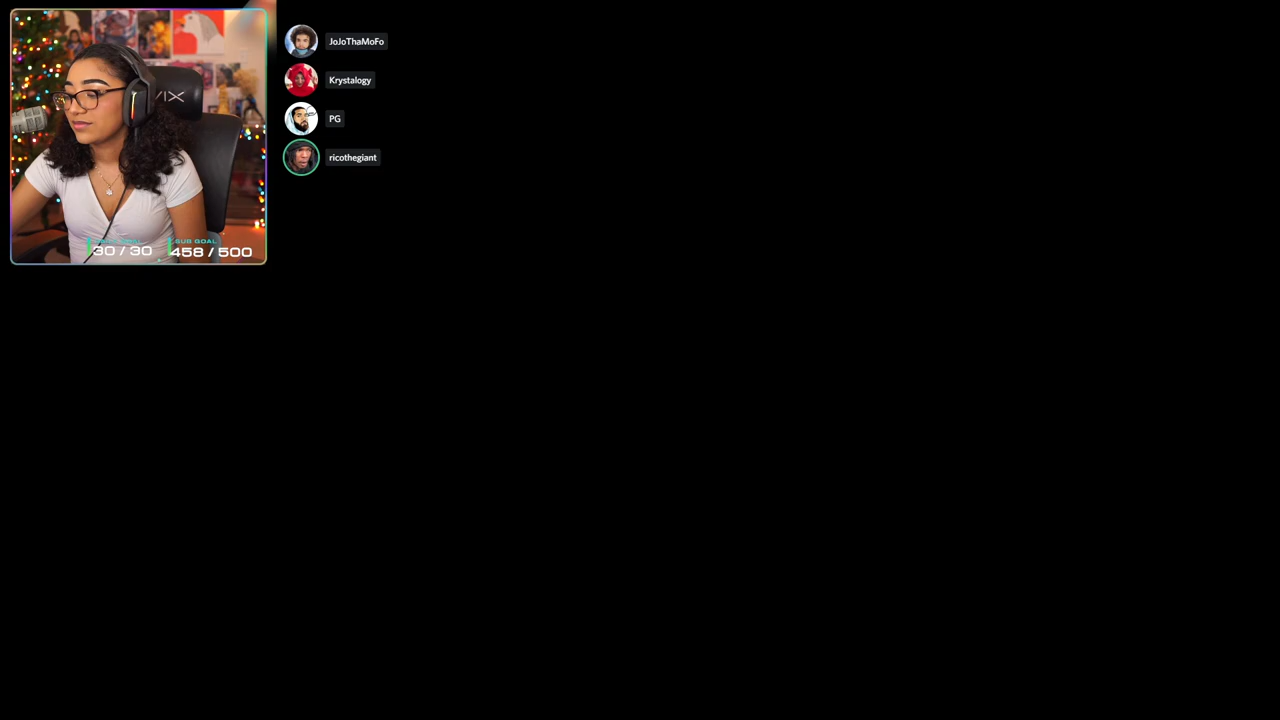 JoJoThaMoFo
Krystalogy
PG
ricothegiant
SUB GOAL
30 / 30
458 / 500